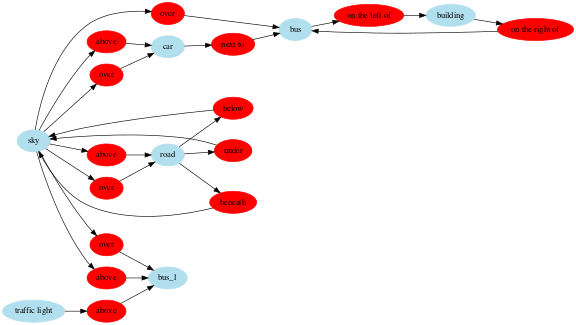 over
on the left of
building
above
car
next to
bus
on the right of
over
below
sky
above
road
under
over
beneath
over
above
bus_1
traffic light
above